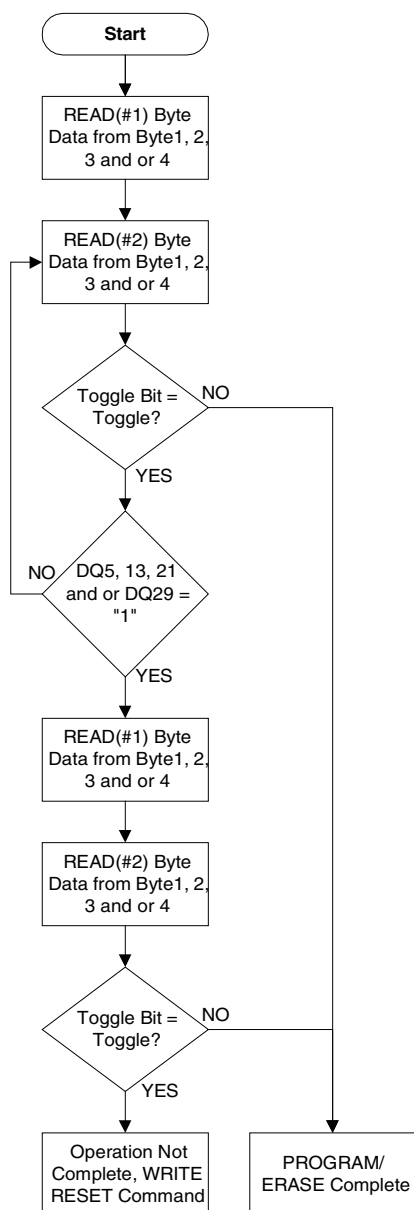 Start
READ(#1) Byte
Data from Byte1, 2,
3 and or 4
READ(#2) Byte
Data from Byte1, 2,
3 and or 4
Toggle Bit =
Toggle?
NO
YES
DQ5, 13, 21
and or DQ29 =
"1"
NO
YES
READ(#1) Byte
Data from Byte1, 2,
3 and or 4
READ(#2) Byte
Data from Byte1, 2,
3 and or 4
Toggle Bit =
Toggle?
NO
YES
Operation Not
Complete, WRITE
RESET Command
PROGRAM/
ERASE Complete